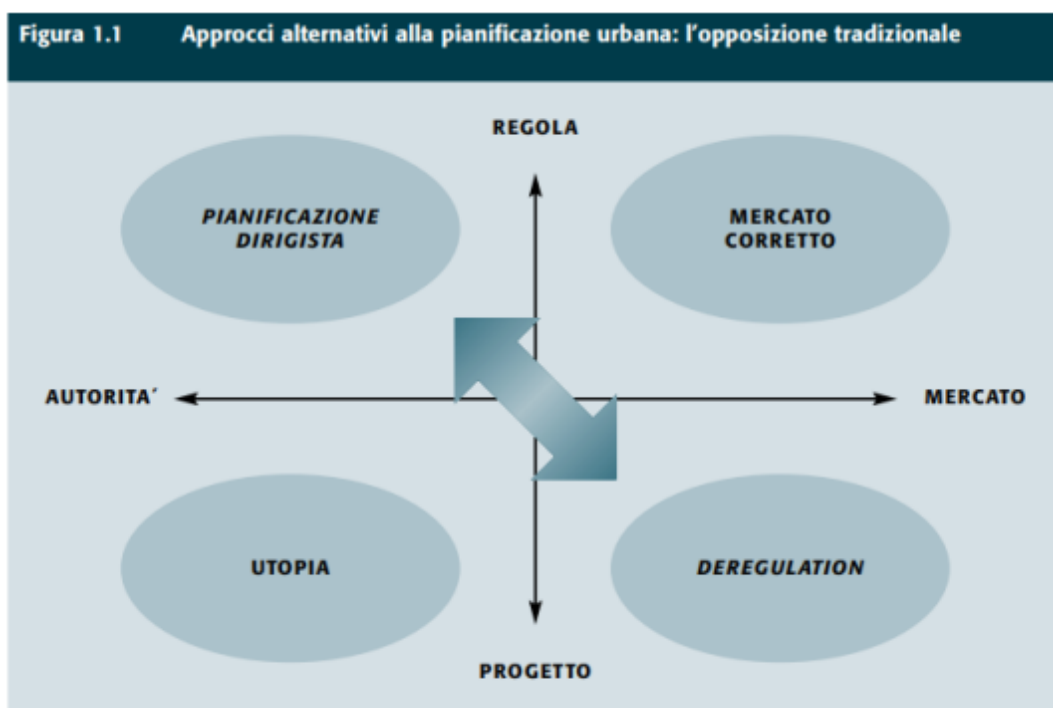 Figura 1.1 Approcci alternativi alla pianificazione urbana: l'opposizione tradizionale
REGOLA
PIANIFICAZIONE
DIRIGISTA
MERCATO
CORRETTO
AUTORITA´
MERCATO
UTOPIA
DEREGULATION
PROGETTO